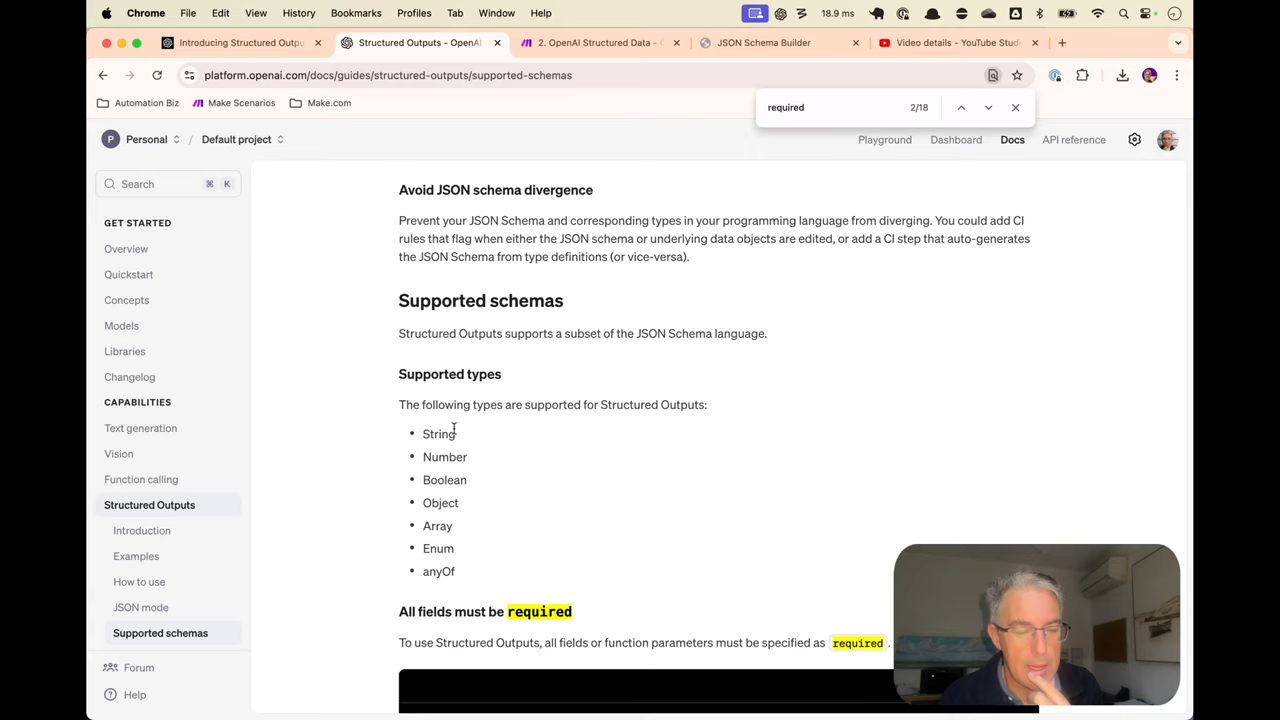 Chrome File Edit View History Bookmarks Profiles Tab Window Help 18.9 ms
Introducing Structured Outpu
Structured Outputs - OpenAI
2. OpenAI Structured Data -
JSON Schema Builder
Video details - YouTube Stud
platform.openai.com/docs/guides/structured-outputs/supported-schemas
Automation Biz Make Scenarios Make.com
required 2/18
P Personal / Default project
Playground Dashboard Docs API reference
Search ⌘ K
GET STARTED
Overview
Quickstart
Concepts
Models
Libraries
Changelog
CAPABILITIES
Text generation
Vision
Function calling
Structured Outputs
Introduction
Examples
How to use
JSON mode
Supported schemas
Forum
Help
Avoid JSON schema divergence
Prevent your JSON Schema and corresponding types in your programming language from diverging. You could add CI
rules that flag when either the JSON schema or underlying data objects are edited, or add a CI step that auto-generates
the JSON Schema from type definitions (or vice-versa).
Supported schemas
Structured Outputs supports a subset of the JSON Schema language.
Supported types
The following types are supported for Structured Outputs:
• String
• Number
• Boolean
• Object
• Array
• Enum
• anyOf
All fields must be required
To use Structured Outputs, all fields or function parameters must be specified as required.